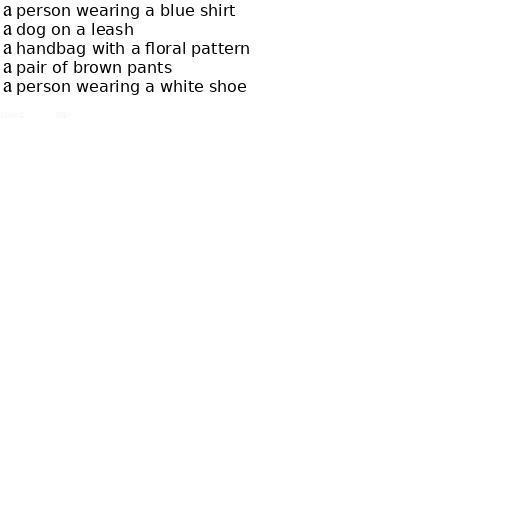 a person wearing a blue shirt
a dog on a leash
a handbag with a floral pattern
a pair of brown pants
a person wearing a white shoe